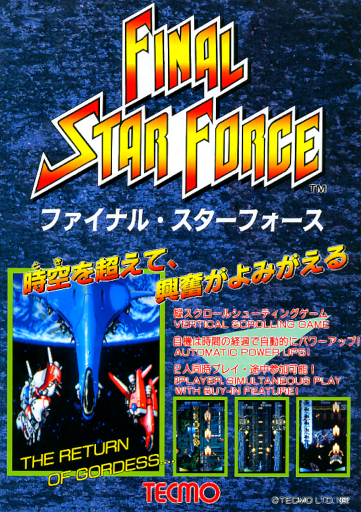 FINAL
STAR FORCE
TM
ファイナル・スターフォース
時空を超えて、
興奮がよみがえる
縦スクロールシューティングゲーム
VERTICAL SCROLLING GAME
自機は時間の経過で自動的にパワーアップ!
AUTOMATIC POWER UPS!
2人同時プレイ・途中参加可能!
2PLAYER SIMULTANEOUS PLAY
WITH BUY-IN FEATURE!
THE RETURN
OF GORDESS...
TECMO
©TECMO LTD.